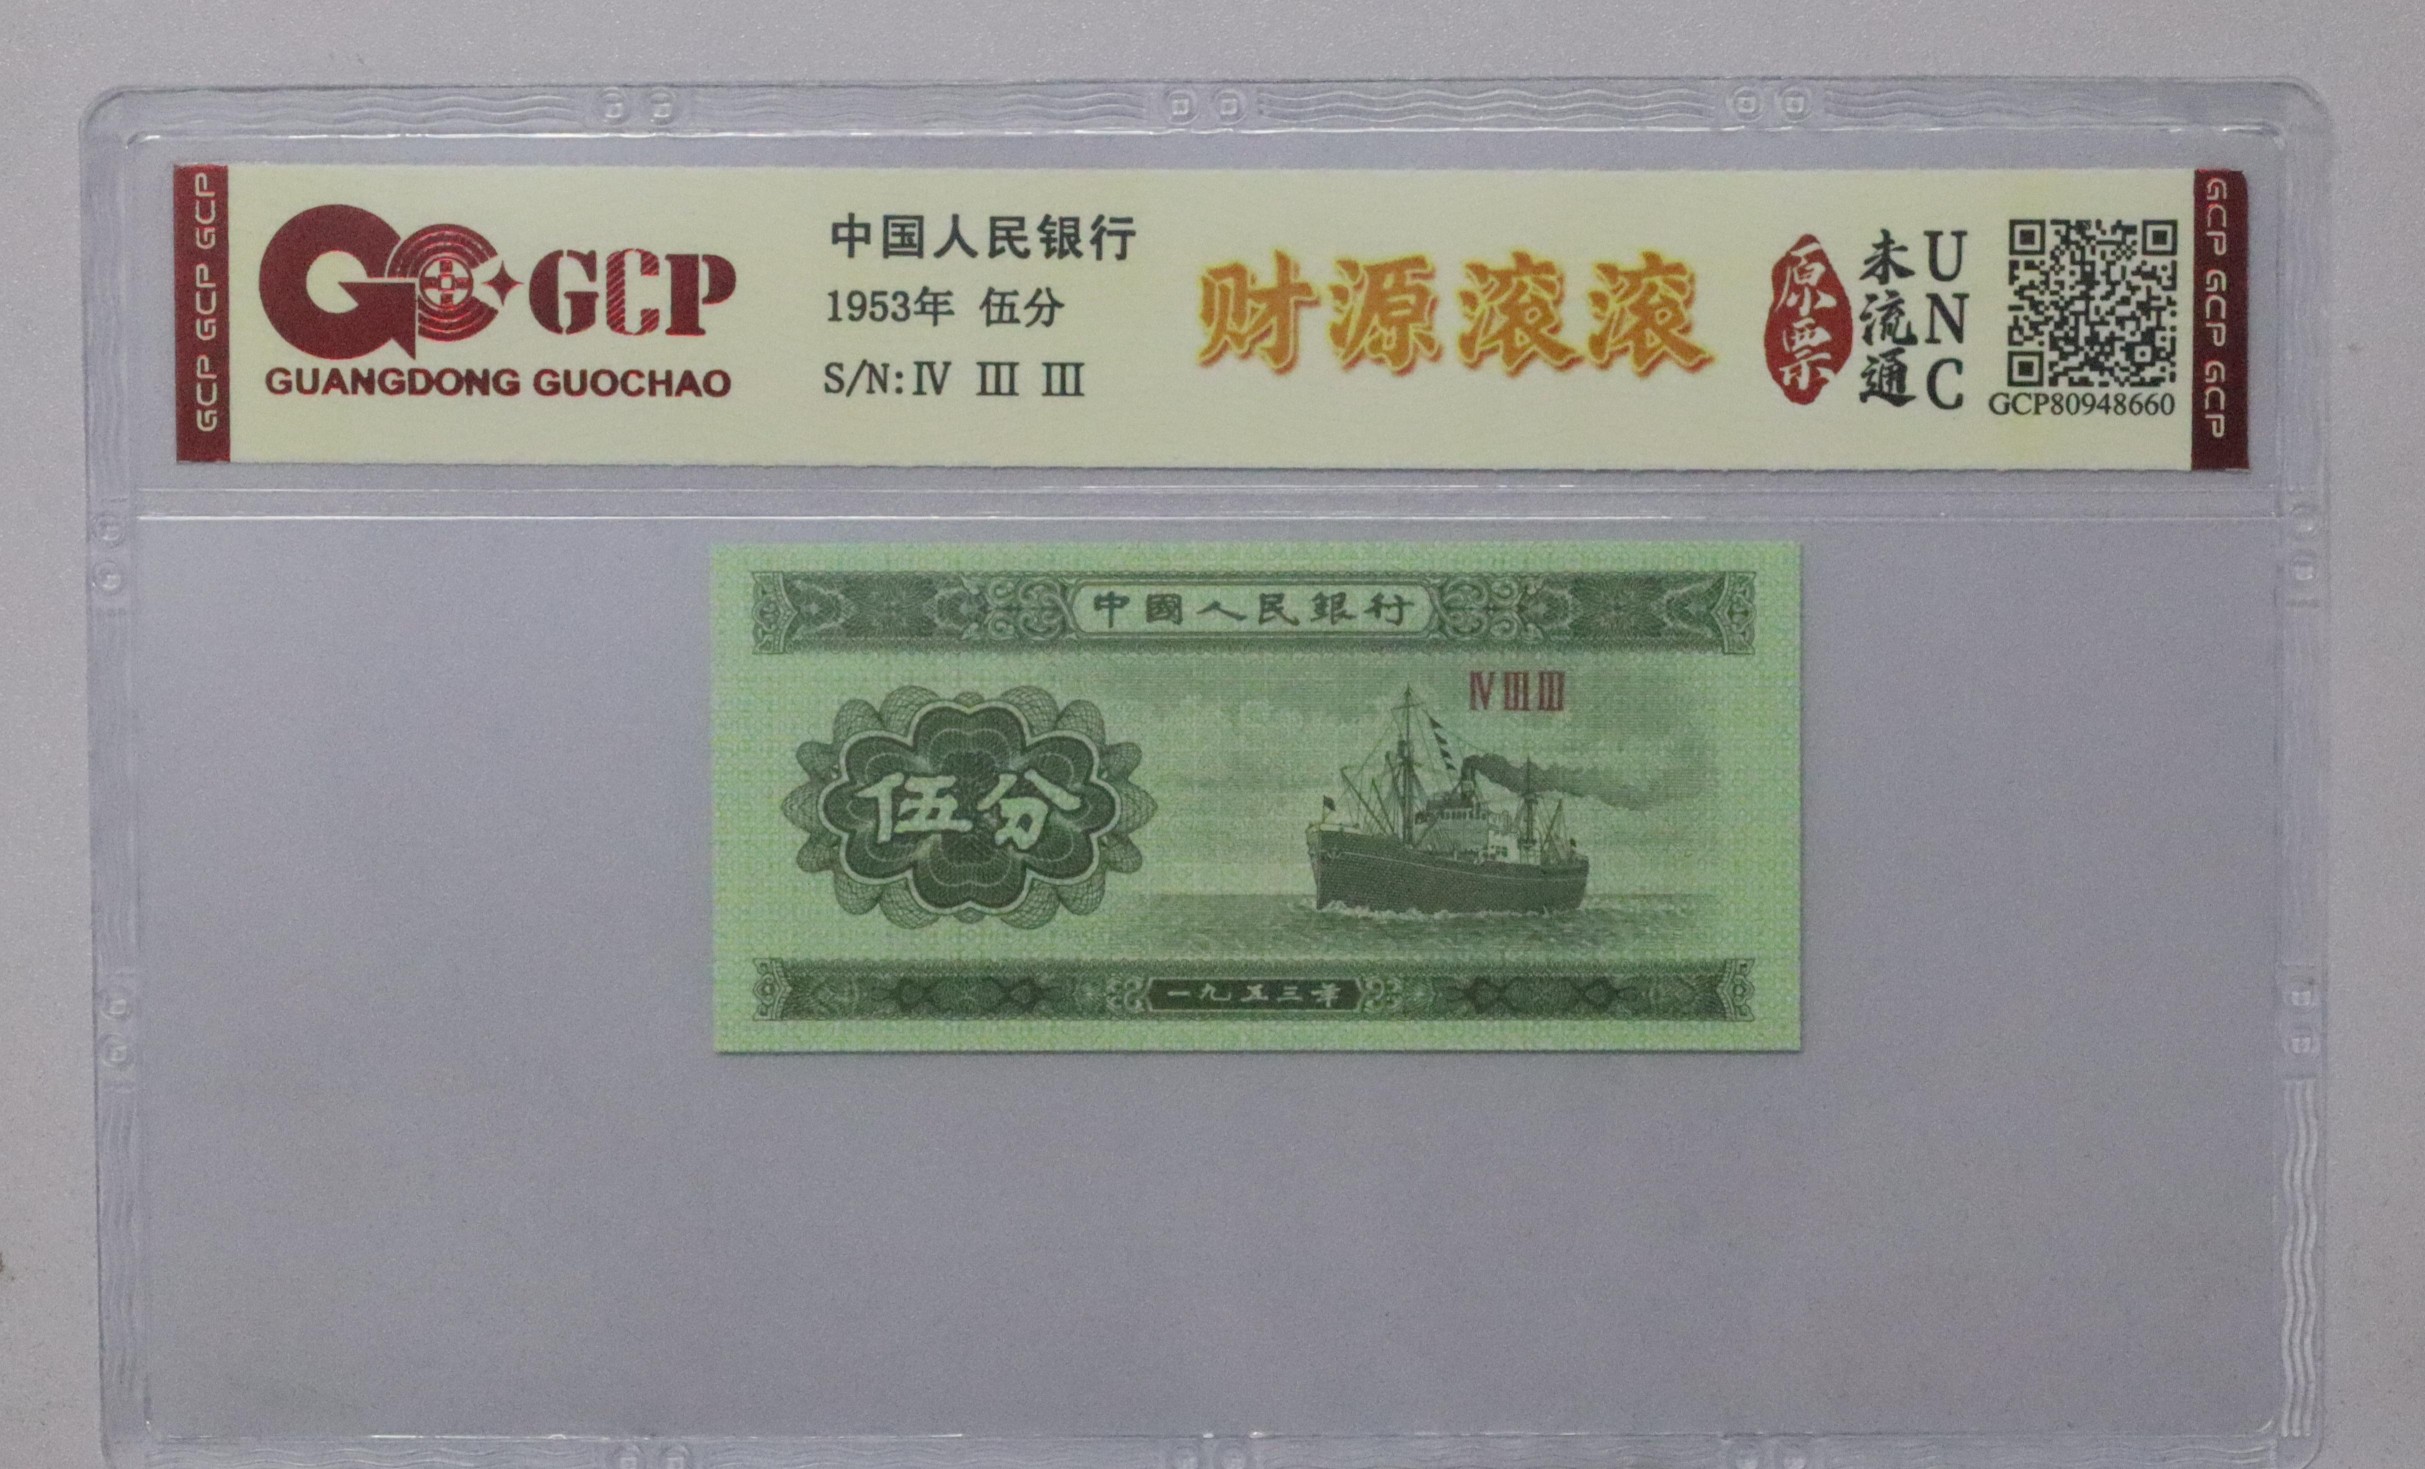 GCP GCP GCP
GCP
GUANGDONG GUOCHAO
中国人民银行
1953年 伍分
S/N:Ⅳ Ⅲ Ⅲ
财源滚滚
原票
未流通
UNC
GCP80948660
GCP GCP GCP
中國人民銀行
Ⅳ Ⅲ Ⅲ
伍分
一九五三年